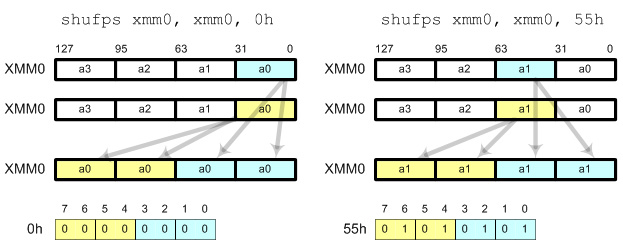 shufps xmm0, xmm0, 0h
127 95 63 31 0
XMM0 a3 a2 a1 a0
XMM0 a3 a2 a1 a0
XMM0 a0 a0 a0 a0
7 6 5 4 3 2 1 0
0h 0 0 0 0 0 0 0 0
shufps xmm0, xmm0, 55h
127 95 63 31 0
XMM0 a3 a2 a1 a0
XMM0 a3 a2 a1 a0
XMM0 a1 a1 a1 a1
7 6 5 4 3 2 1 0
55h 0 1 0 1 0 1 0 1